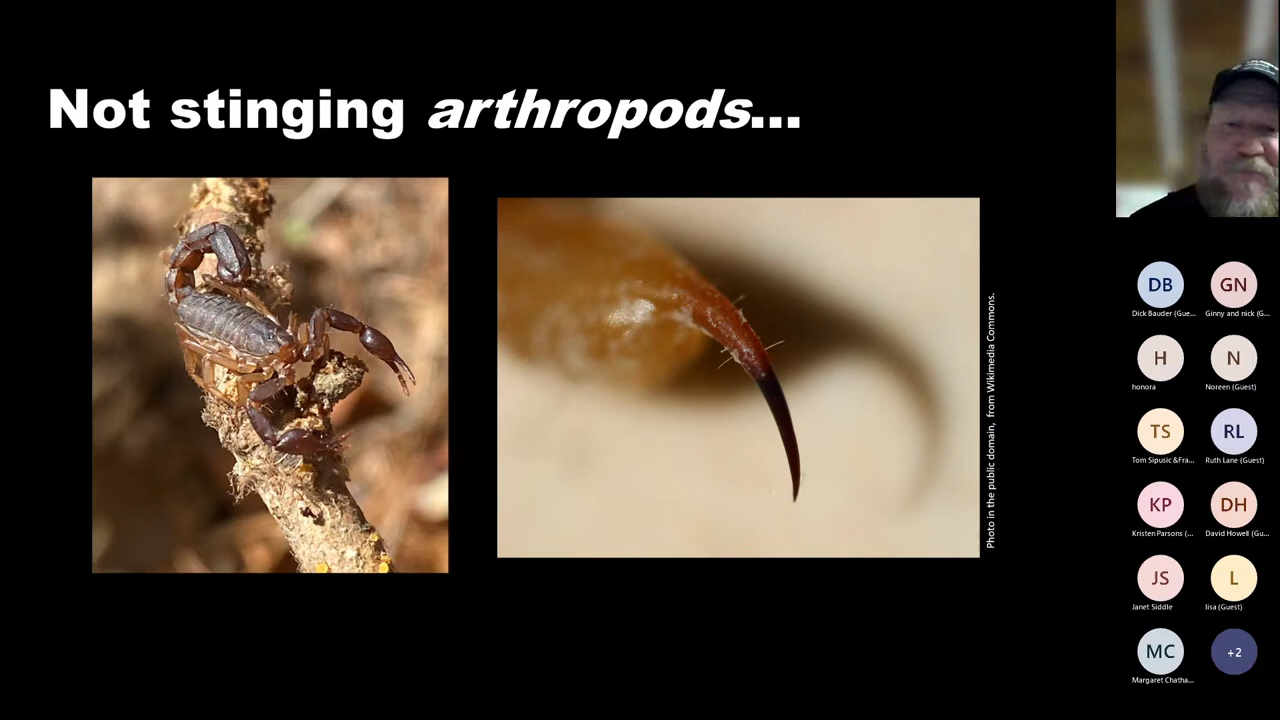 Not stinging arthropods...
Photo in the public domain, from Wikimedia Commons.
DB
GN
Dick Bauder (Gue...
Ginny and nick (G...
H
N
honora
Noreen (Guest)
TS
RL
Tom Sipusic &Fra...
Ruth Lane (Guest)
KP
DH
Kristen Parsons (...
David Howell (Gu...
JS
L
Janet Siddle
lisa (Guest)
MC
+2
Margaret Chatha...